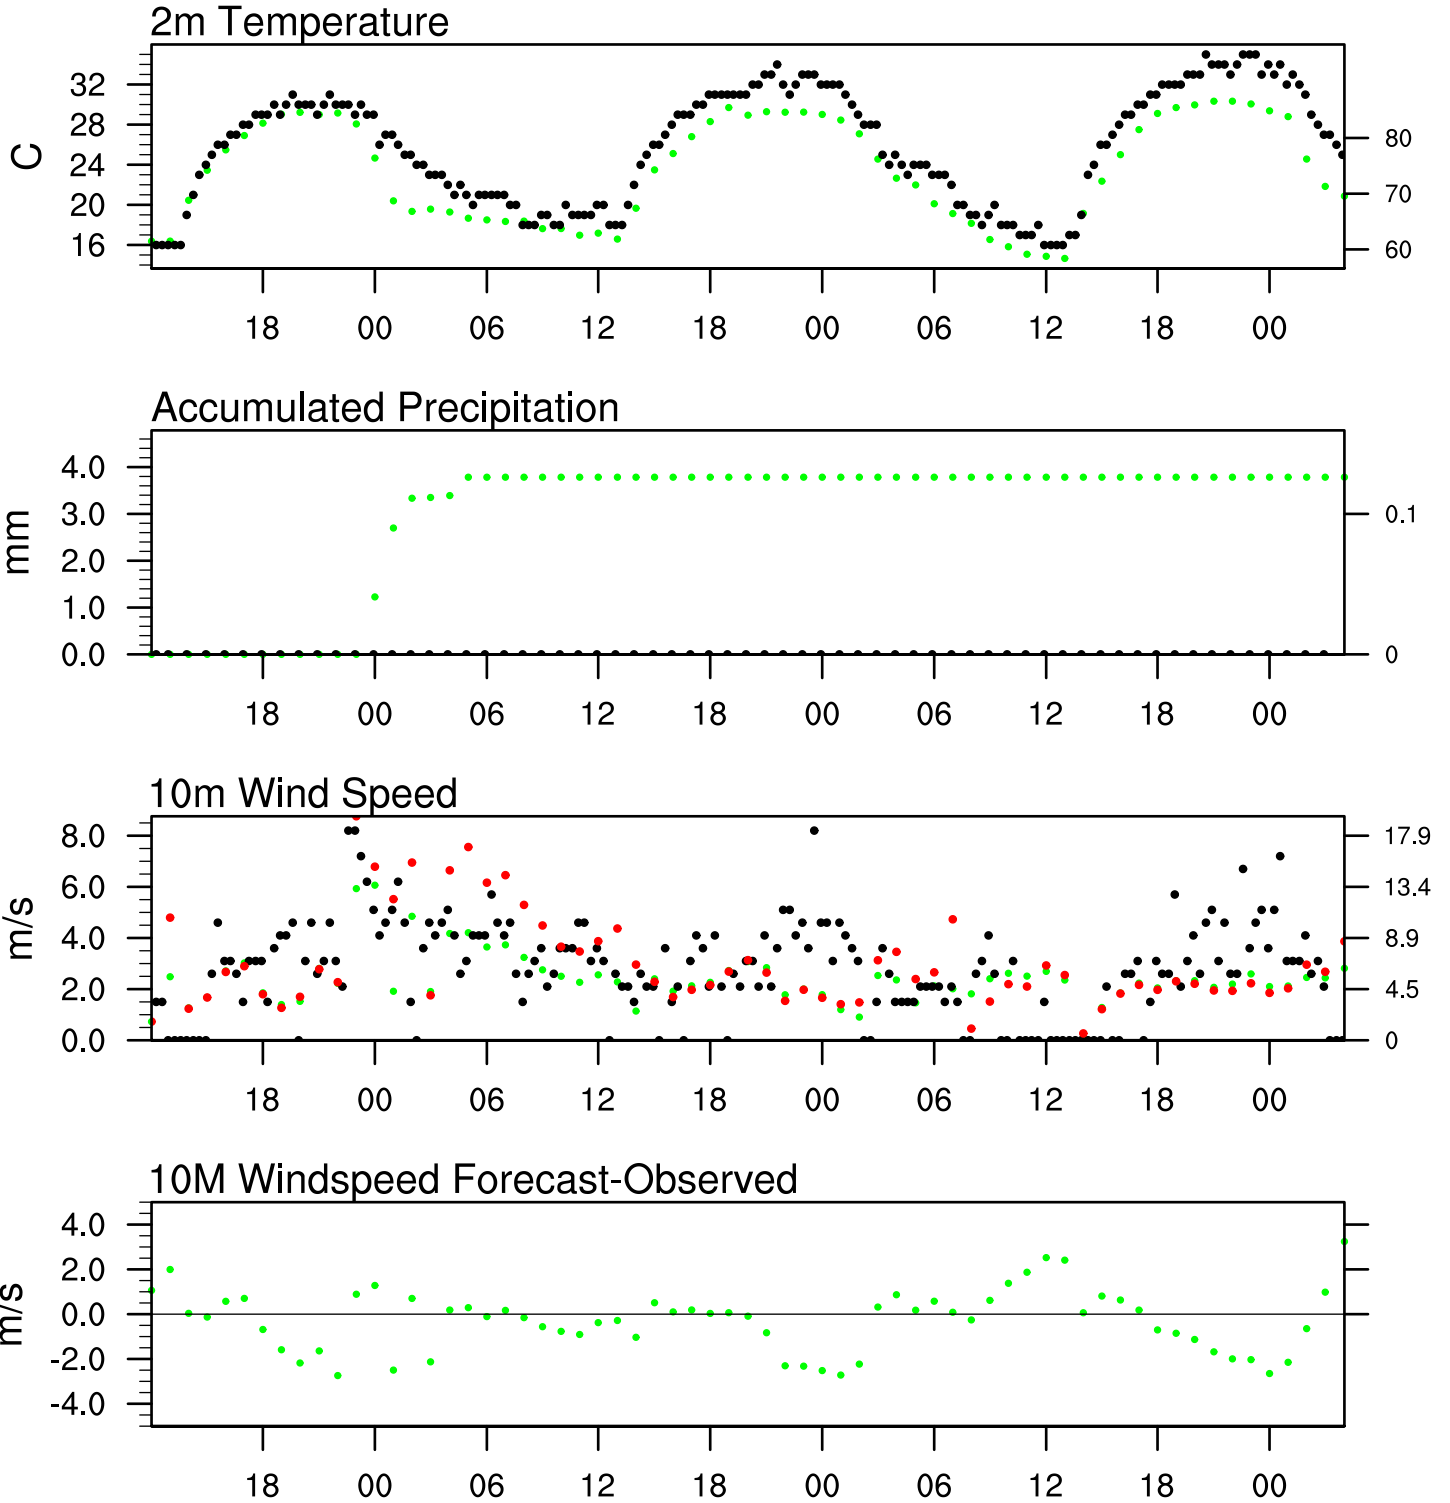 2m Temperature
32
28
24
20
16
C
80
70
60
18 00 06 12 18 00 06 12 18 00
Accumulated Precipitation
4.0
3.0
2.0
1.0
0.0
mm
0.1
0
18 00 06 12 18 00 06 12 18 00
10m Wind Speed
8.0
6.0
4.0
2.0
0.0
m/s
17.9
13.4
8.9
4.5
0
18 00 06 12 18 00 06 12 18 00
10M Windspeed Forecast-Observed
4.0
2.0
0.0
-2.0
-4.0
m/s
18 00 06 12 18 00 06 12 18 00